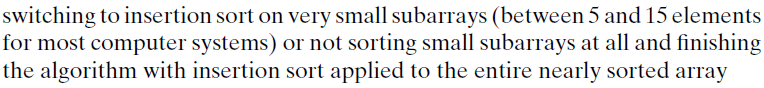 switching to insertion sort on very small subarrays (between 5 and 15 elements
for most computer systems) or not sorting small subarrays at all and finishing
the algorithm with insertion sort applied to the entire nearly sorted array